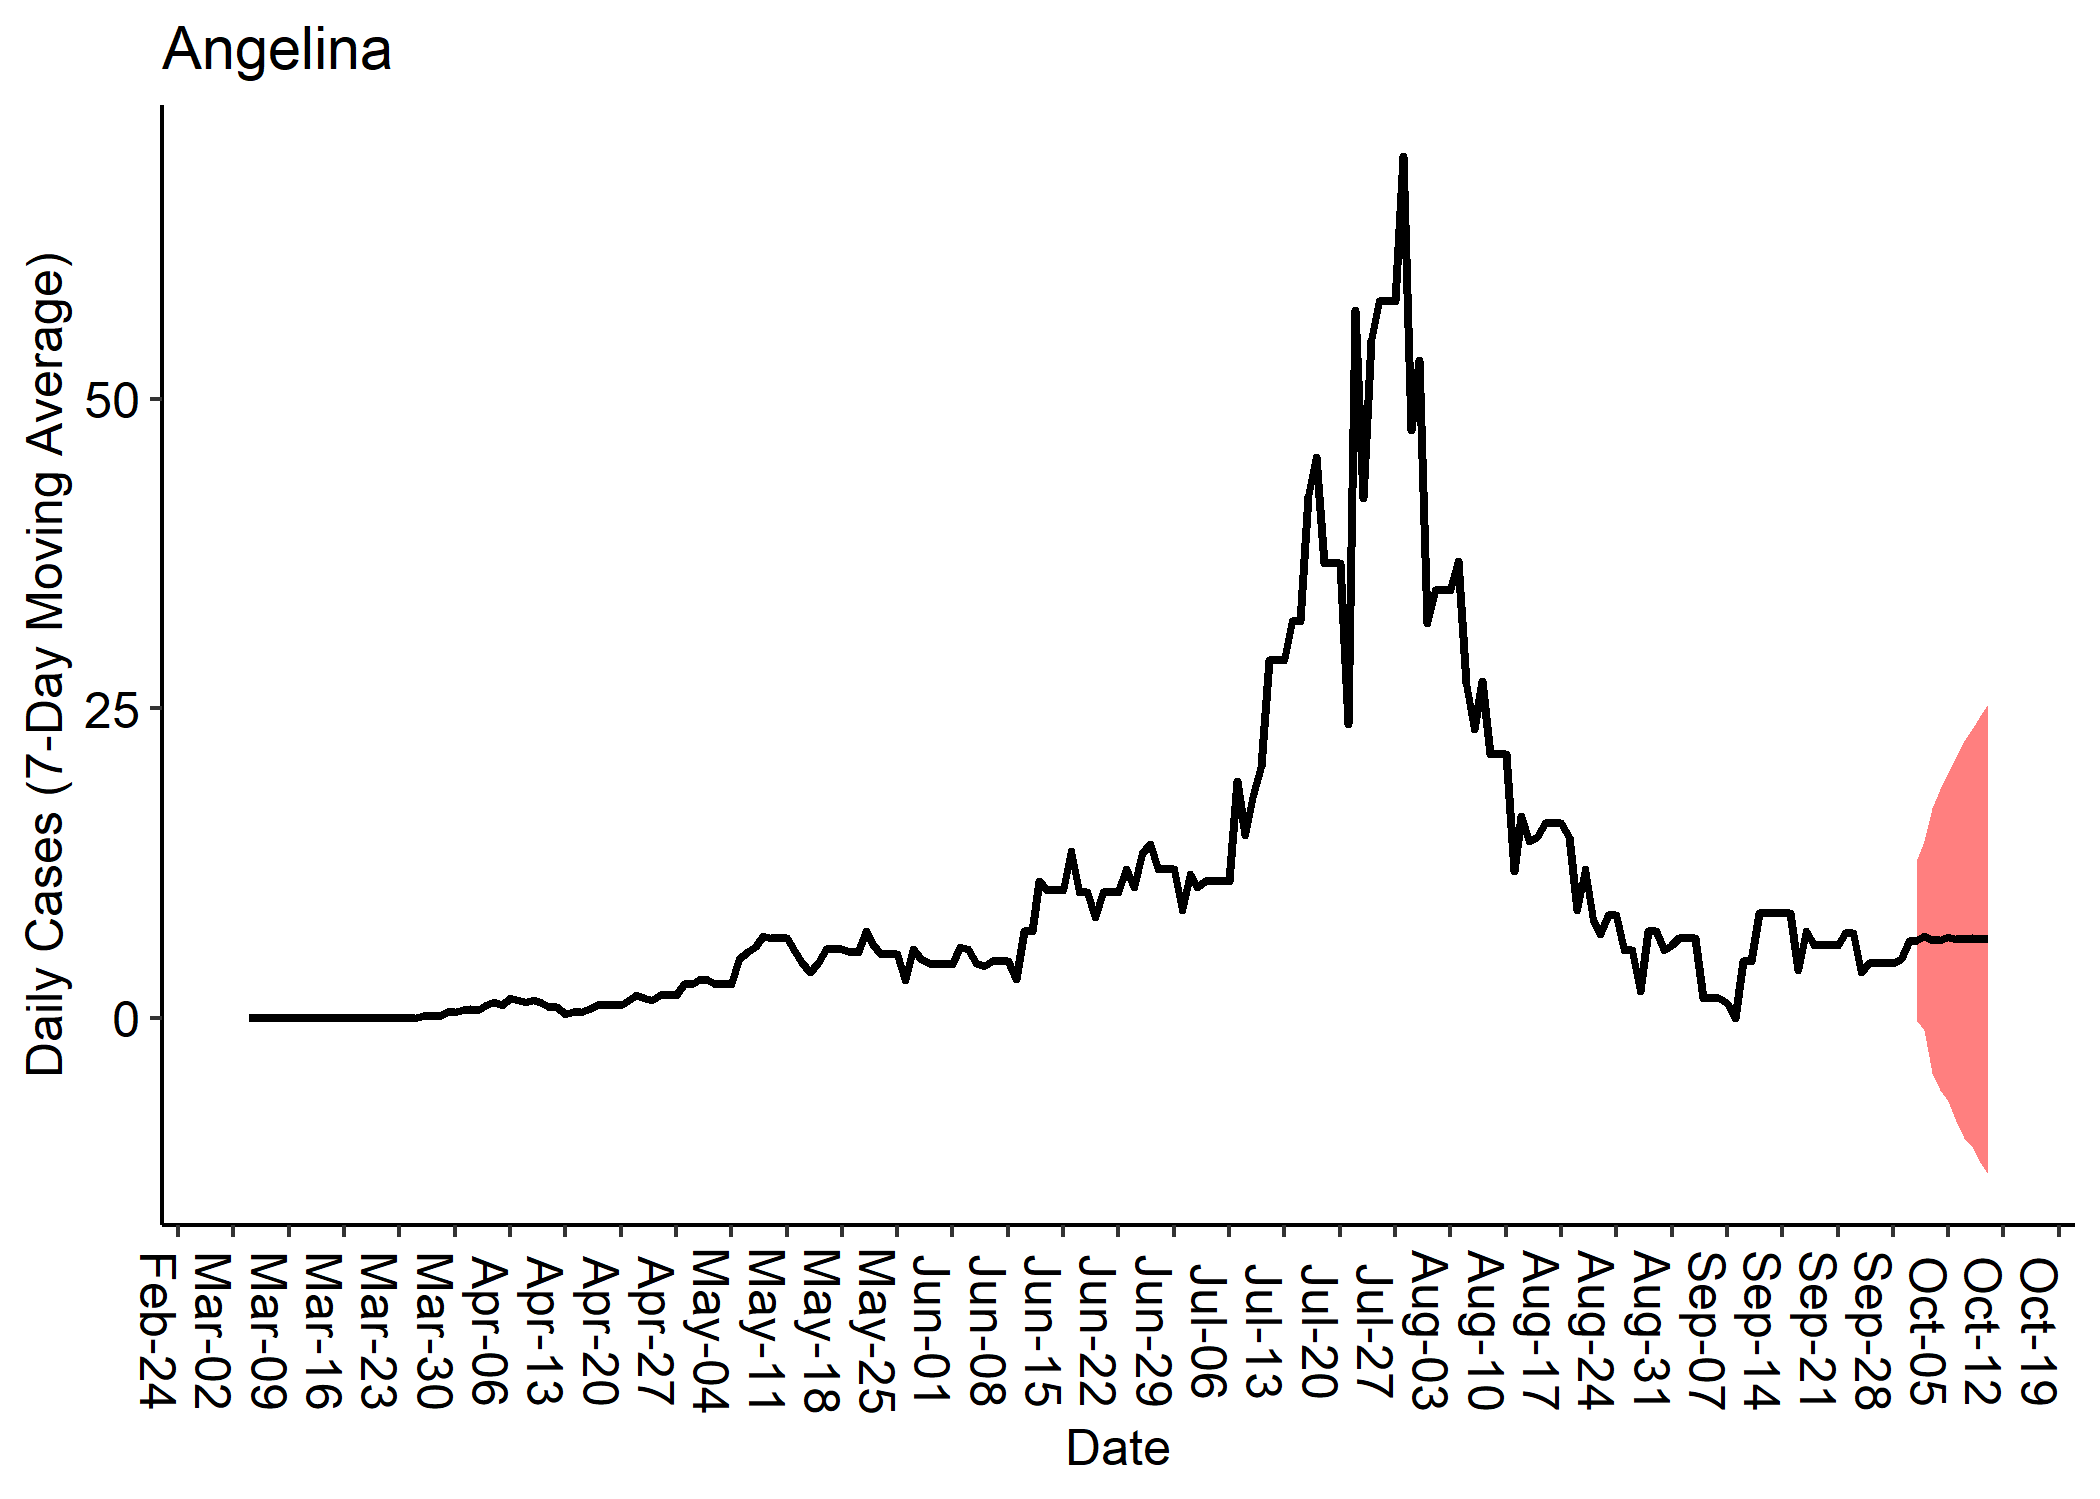 Angelina
Daily Cases (7-Day Moving Average)
50
25
0
Feb-24
Mar-02
Mar-09
Mar-16
Mar-23
Mar-30
Apr-06
Apr-13
Apr-20
Apr-27
May-04
May-11
May-18
May-25
Jun-01
Jun-08
Jun-15
Jun-22
Jun-29
Jul-06
Jul-13
Jul-20
Jul-27
Aug-03
Aug-10
Aug-17
Aug-24
Aug-31
Sep-07
Sep-14
Sep-21
Sep-28
Oct-05
Oct-12
Oct-19
Date